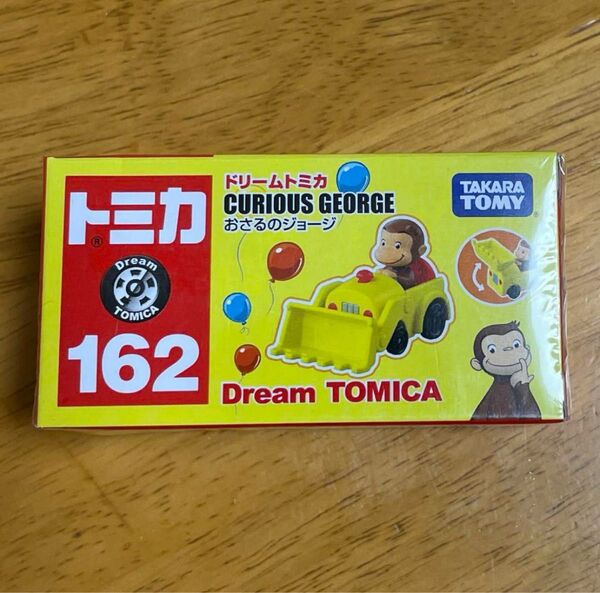 トミカ
®
Dream
TOMICA
162
ドリームトミカ
CURIOUS GEORGE
おさるのジョージ
Dream TOMICA
TAKARA
TOMY®